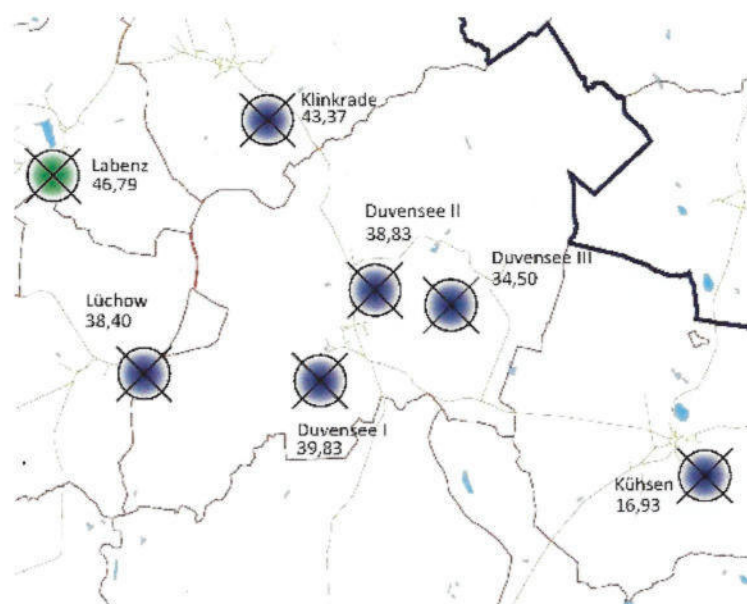 Klinkrade
43,37
Labenz
46,79
Duvensee II
38,83
Duvensee III
34,50
Lüchow
38,40
Duvensee I
39,83
Kühsen
16,93